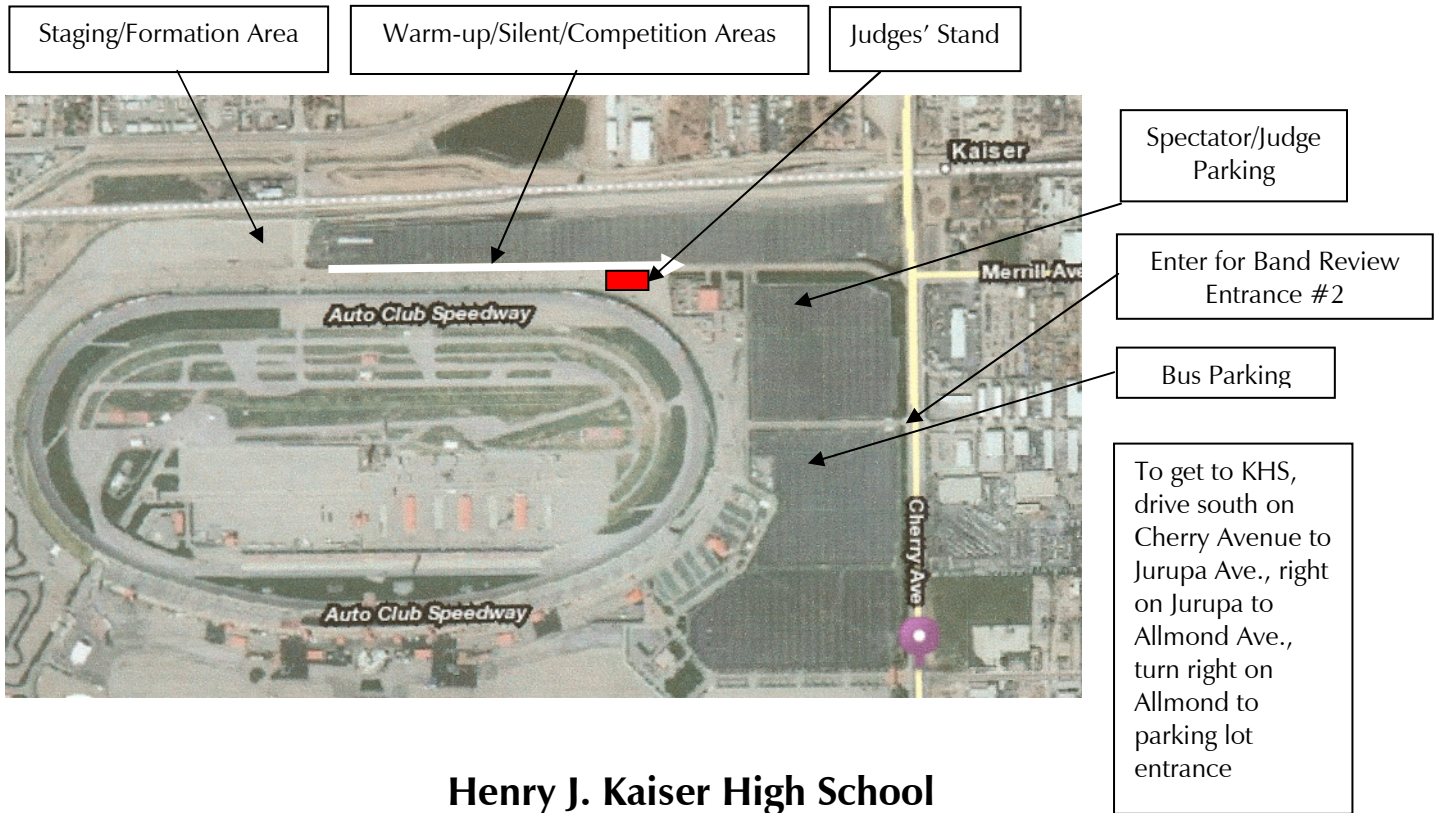 Staging/Formation Area
Warm-up/Silent/Competition Areas
Judges’ Stand
Spectator/Judge
Parking
Kaiser
Enter for Band Review
Entrance #2
Merrill Ave
Auto Club Speedway
Bus Parking
To get to KHS,
drive south on
Cherry Avenue to
Jurupa Ave., right
on Jurupa to
Allmond Ave.,
turn right on
Allmond to
parking lot
entrance
Cherry Ave
Auto Club Speedway
Henry J. Kaiser High School